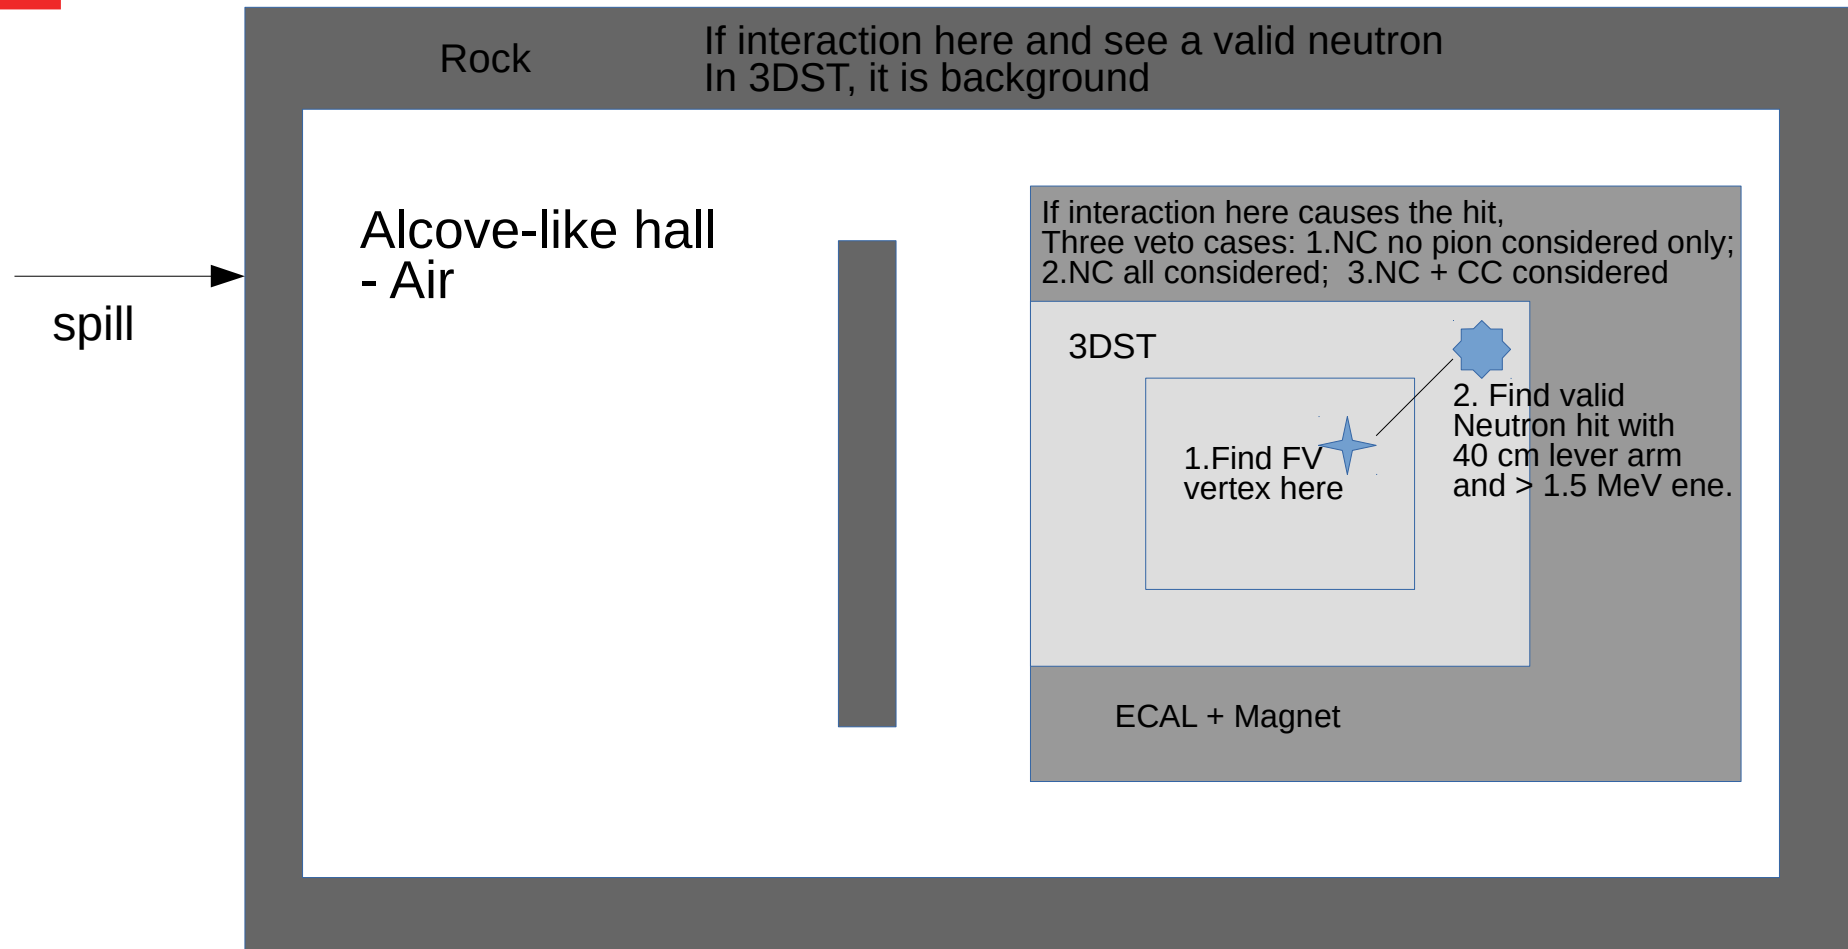 Rock
If interaction here and see a valid neutron
In 3DST, it is background
Alcove-like hall
- Air
spill
If interaction here causes the hit,
Three veto cases: 1.NC no pion considered only;
2.NC all considered;  3.NC + CC considered
3DST
1.Find FV
vertex here
2. Find valid
Neutron hit with
40 cm lever arm
and > 1.5 MeV ene.
ECAL + Magnet